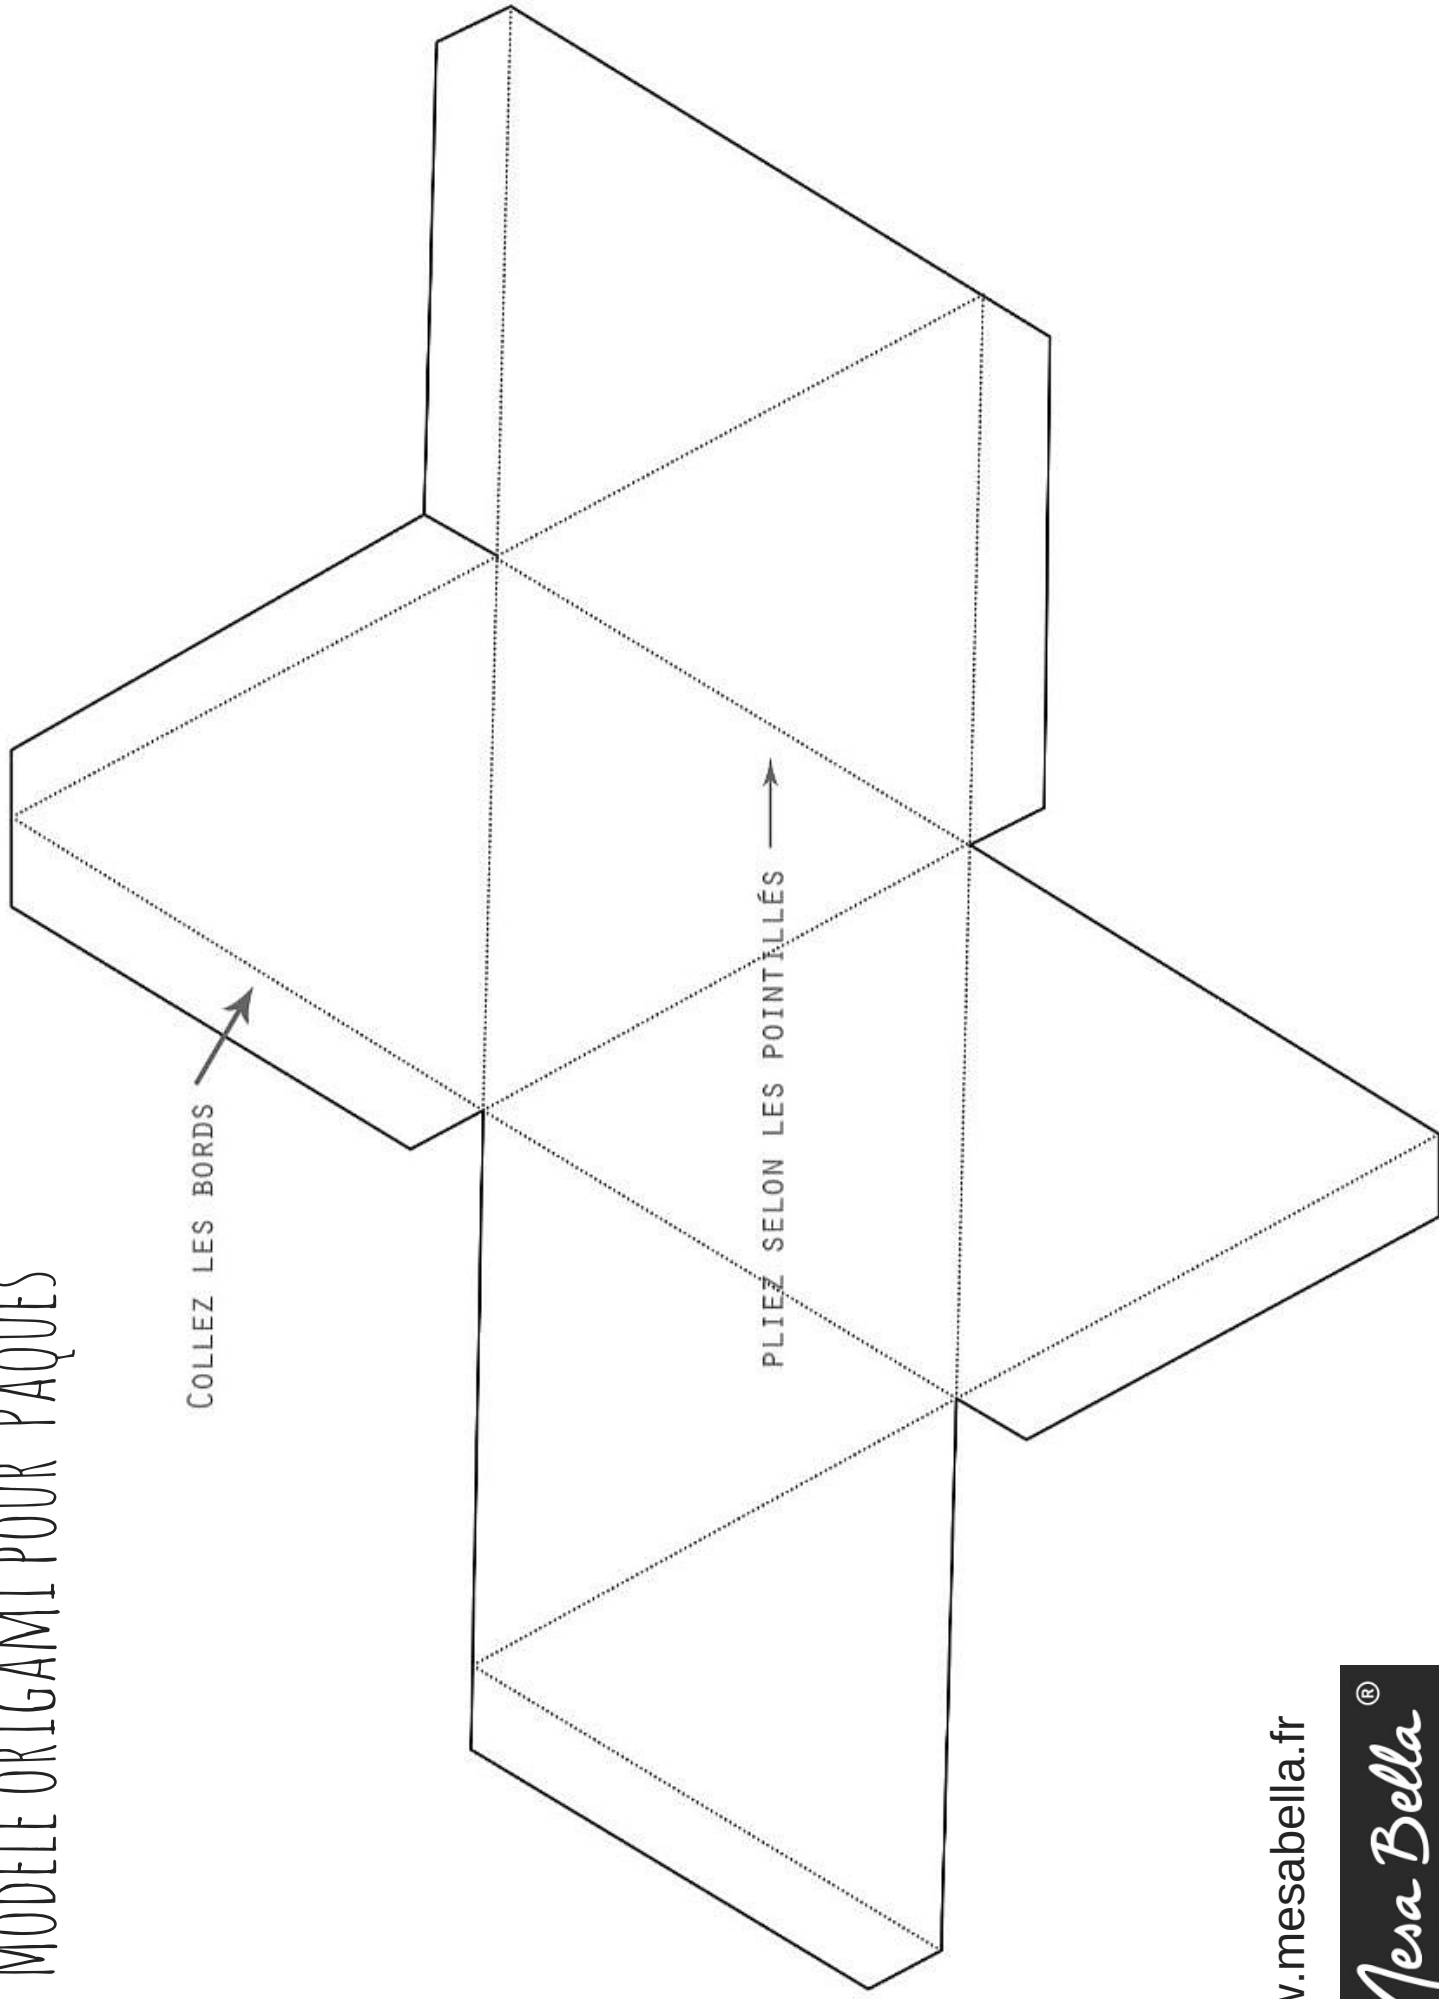 MODELE ORIGAMI POUR PAQUES
COLLEZ LES BORDS
PLIEZ SELON LES POINTILLÉS
w.mesabella.fr
Mesa Bella ®